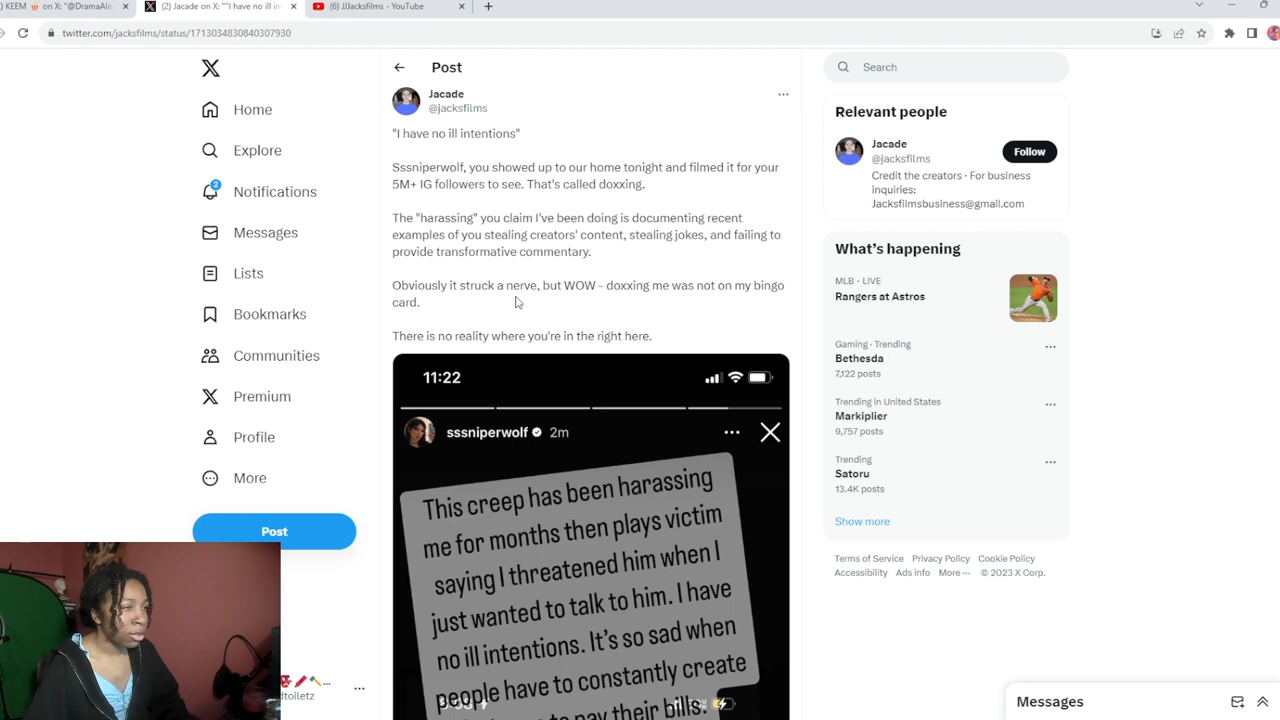 ) KEEM 🍿 on X: "@DramaAle
(2) Jacade on X: ""I have no ill in
(6) JJJacksfilms - YouTube
twitter.com/jacksfilms/status/1713034830840307930
Home
Explore
2
Notifications
Messages
Lists
Bookmarks
Communities
Premium
Profile
More
Post
dtoiletz
Post
Jacade
@jacksfilms
"I have no ill intentions"
Sssniperwolf, you showed up to our home tonight and filmed it for your
5M+ IG followers to see. That's called doxxing.
The "harassing" you claim I've been doing is documenting recent
examples of you stealing creators' content, stealing jokes, and failing to
provide transformative commentary.
Obviously it struck a nerve, but WOW - doxxing me was not on my bingo
card.
There is no reality where you're in the right here.
11:22
sssniperwolf 2m
This creep has been harassing
me for months then plays victim
saying I threatened him when I
just wanted to talk to him. I have
no ill intentions. It's so sad when
people have to constantly create
to pay their bills.
Search
Relevant people
Jacade
@jacksfilms
Follow
Credit the creators · For business
inquiries:
Jacksfilmsbusiness@gmail.com
What's happening
MLB · LIVE
Rangers at Astros
Gaming · Trending
Bethesda
7,122 posts
Trending in United States
Markiplier
9,757 posts
Trending
Satoru
13.4K posts
Show more
Terms of Service Privacy Policy Cookie Policy
Accessibility Ads info More ··· © 2023 X Corp.
Messages